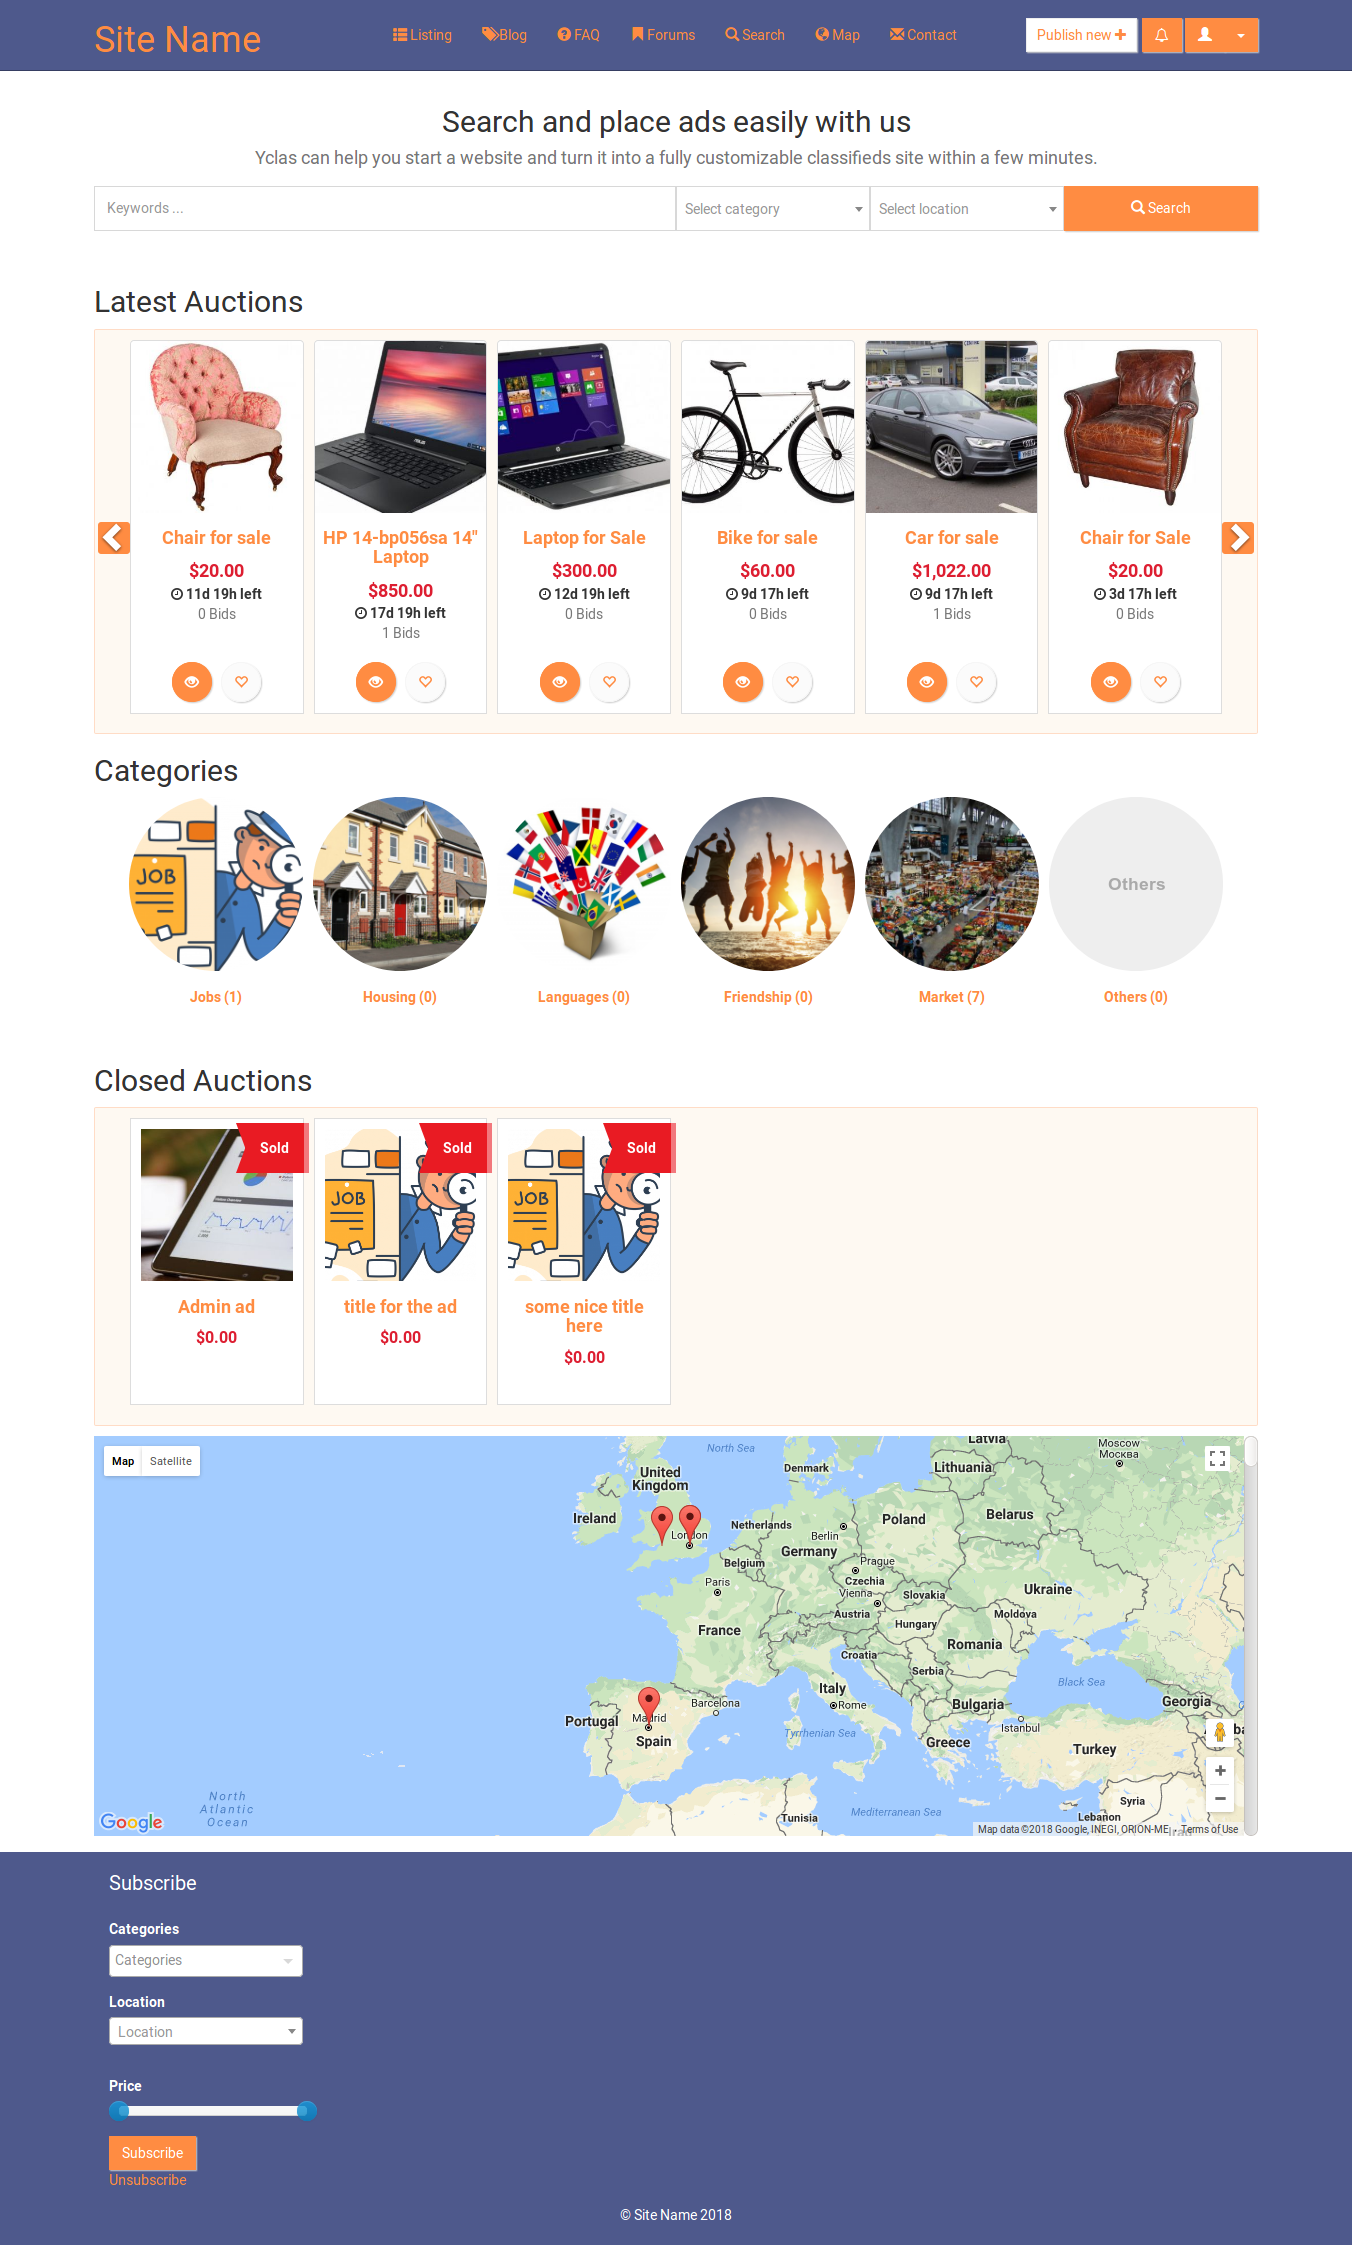 Site Name
Listing Blog FAQ Forums Search Map Contact
Publish new
Search and place ads easily with us
Yclas can help you start a website and turn it into a fully customizable classifieds site within a few minutes.
Keywords ... Select category Select location Search
Latest Auctions
Chair for sale
$20.00
11d 19h left
0 Bids
HP 14-bp056sa 14"
Laptop
$850.00
17d 19h left
1 Bids
Laptop for Sale
$300.00
12d 19h left
0 Bids
Bike for sale
$60.00
9d 17h left
0 Bids
Car for sale
$1,022.00
9d 17h left
1 Bids
Chair for Sale
$20.00
3d 17h left
0 Bids
Categories
JOB
Others
Jobs (1)
Housing (0)
Languages (0)
Friendship (0)
Market (7)
Others (0)
Closed Auctions
Sold
Admin ad
$0.00
Sold
JOB
title for the ad
$0.00
Sold
JOB
some nice title
here
$0.00
Map Satellite
North Sea
Latvia
Moscow
Москва
United
Kingdom
Denmark
Lithuania
Ireland
London
Netherlands
Berlin
Poland
Belarus
Belgium
Germany
Prague
Paris
Czechia
Vienna
Slovakia
Ukraine
Austria
Hungary
Moldova
France
Romania
Croatia
Serbia
Italy
Black Sea
Barcelona
Rome
Bulgaria
Georgia
Portugal
Madrid
Spain
Tyrrhenian Sea
Istanbul
Greece
Turkey
North
Atlantic
Ocean
Tunisia
Mediterranean Sea
Syria
Lebanon
Google
Map data ©2018 Google, INEGI, ORION-ME Terms of Use
Subscribe
Categories
Categories
Location
Location
Price
Subscribe
Unsubscribe
© Site Name 2018